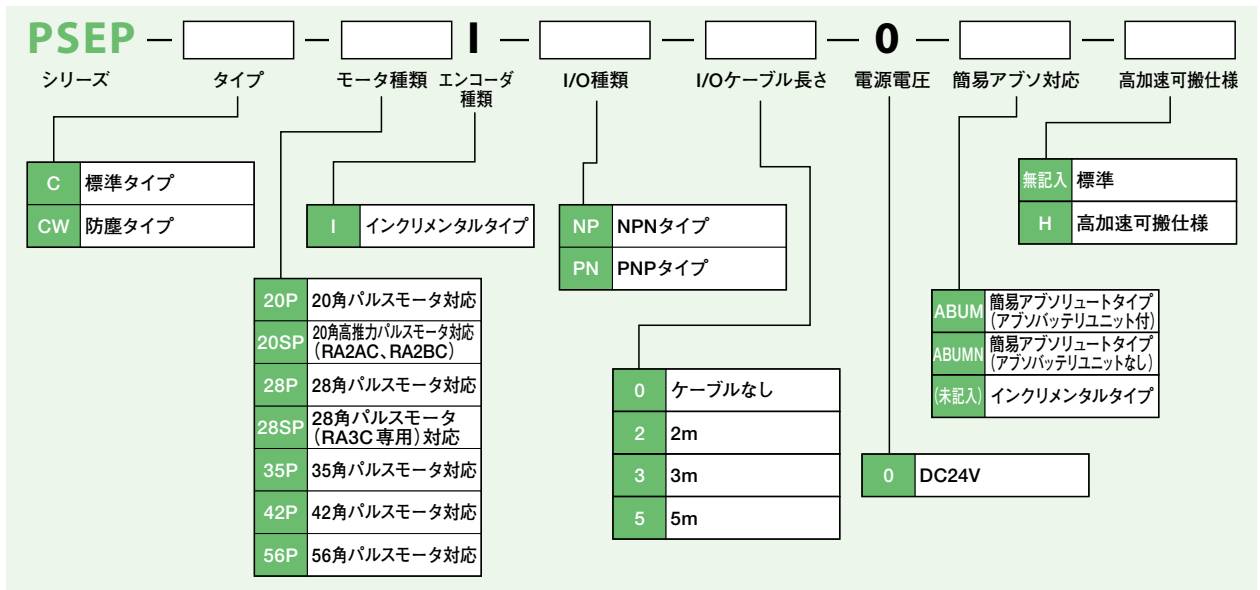 PSEP — — I — — — 0 — —
シリーズ
タイプ
モータ種類
エンコーダ
種類
I/O種類
I/Oケーブル長さ
電源電圧
簡易アブソ対応
高加速可搬仕様
C 標準タイプ
CW 防塵タイプ
20P 20角パルスモータ対応
20SP 20角高推力パルスモータ対応
(RA2AC、RA2BC)
28P 28角パルスモータ対応
28SP 28角パルスモータ
(RA3C専用)対応
35P 35角パルスモータ対応
42P 42角パルスモータ対応
56P 56角パルスモータ対応
I インクリメンタルタイプ
NP NPNタイプ
PN PNPタイプ
0 ケーブルなし
2 2m
3 3m
5 5m
0 DC24V
ABUM 簡易アブソリュートタイプ
(アブソバッテリユニット付)
ABUMN 簡易アブソリュートタイプ
(アブソバッテリユニットなし)
(未記入) インクリメンタルタイプ
無記入 標準
H 高加速可搬仕様